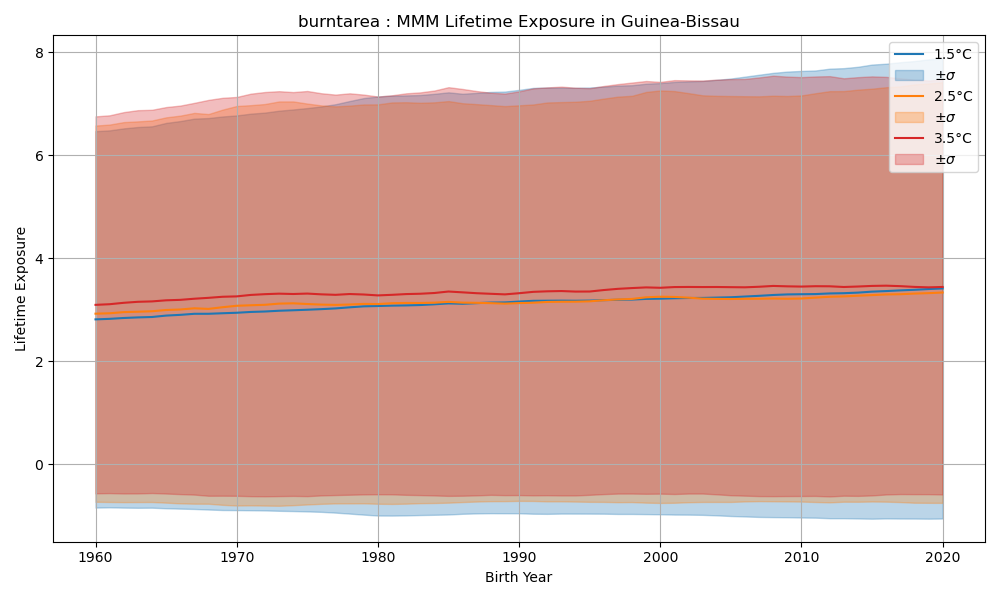 burntarea : MMM Lifetime Exposure in Guinea-Bissau
8
6
4
2
0
Lifetime Exposure
1960 1970 1980 1990 2000 2010 2020
Birth Year
1.5°C
±σ
2.5°C
±σ
3.5°C
±σ